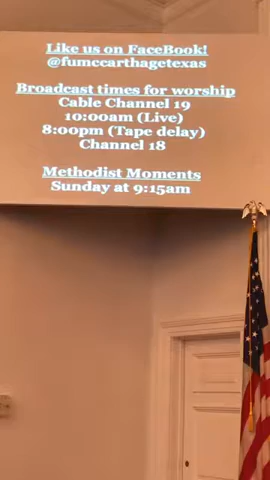 Like us on FaceBook!
@fumccarthagetexas
Broadcast times for worship
Cable Channel 19
10:00am (Live)
8:00pm (Tape delay)
Channel 18
Methodist Moments
Sunday at 9:15am